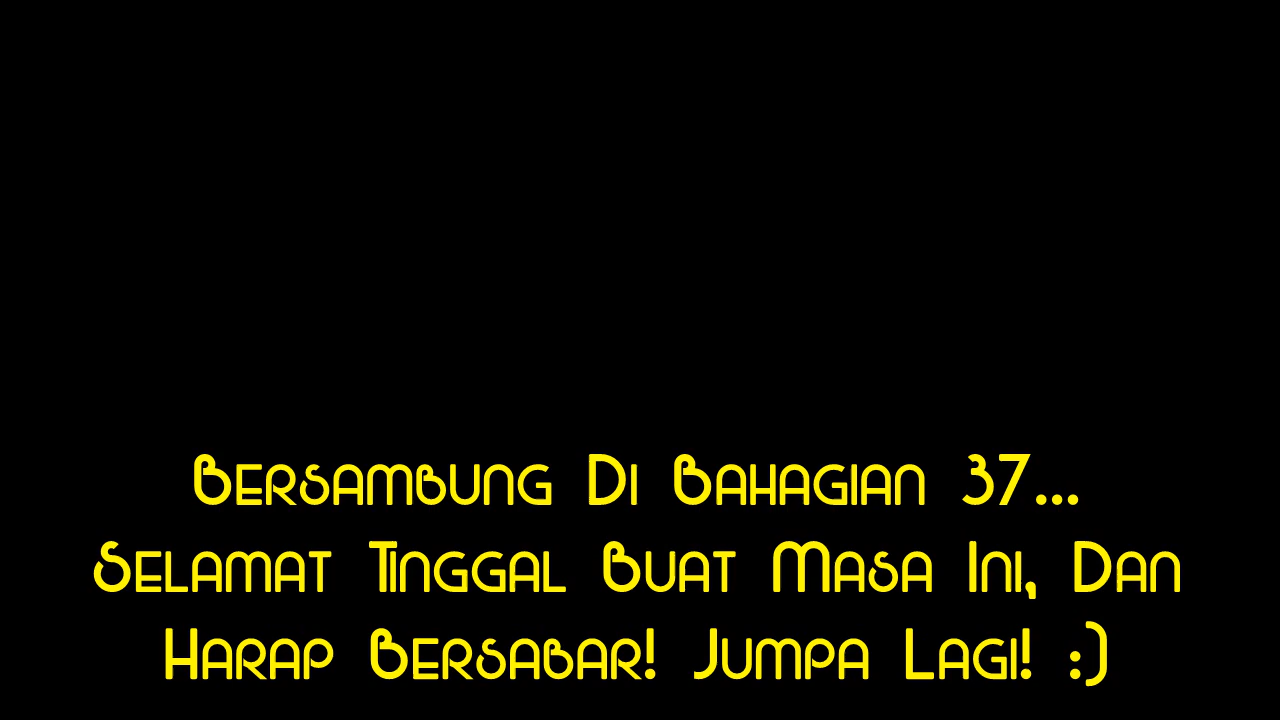 Bersambung Di Bahagian 37...
Selamat Tinggal Buat Masa Ini, Dan
Harap Bersabar! Jumpa Lagi! :)